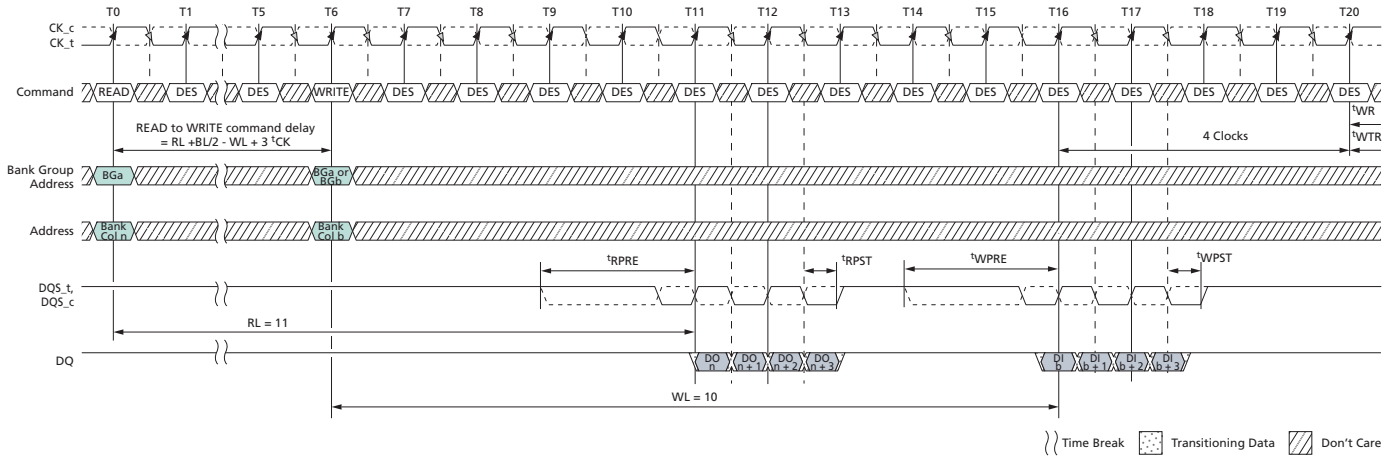 T0 T1 T5 T6 T7 T8 T9 T10 T11 T12 T13 T14 T15 T16 T17 T18 T19 T20
CK_c
CK_t
Command READ DES DES WRITE DES DES DES DES DES DES DES DES DES DES DES DES DES DES
tWR
READ to WRITE command delay
= RL +BL/2 - WL + 3 tCK
4 Clocks
tWTR
Bank Group
Address
BGa
BGa or
BGb
Address
Bank
Col n
Bank
Col b
tRPRE tRPST tWPRE tWPST
DQS_t,
DQS_c
RL = 11
DQ
DO
n
DO
n + 1
DO
n + 2
DO
n + 3
DI
b
DI
b + 1
DI
b + 2
DI
b + 3
WL = 10
Time Break Transitioning Data Don't Care